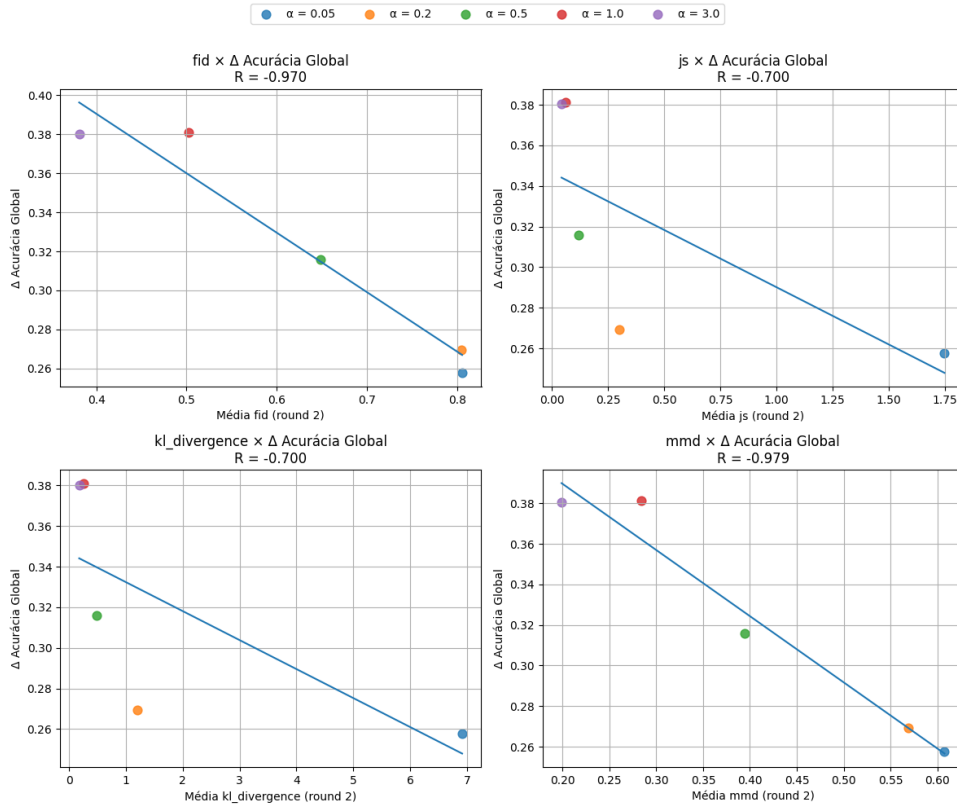 α = 0.05 α = 0.2 α = 0.5 α = 1.0 α = 3.0
fid × Δ Acurácia Global
R = -0.970
0.40
0.38
0.36
0.34
0.32
0.30
0.28
0.26
Δ Acurácia Global
0.4 0.5 0.6 0.7 0.8
Média fid (round 2)
js × Δ Acurácia Global
R = -0.700
0.38
0.36
0.34
0.32
0.30
0.28
0.26
Δ Acurácia Global
0.00 0.25 0.50 0.75 1.00 1.25 1.50 1.75
Média js (round 2)
kl_divergence × Δ Acurácia Global
R = -0.700
0.38
0.36
0.34
0.32
0.30
0.28
0.26
Δ Acurácia Global
0 1 2 3 4 5 6 7
Média kl_divergence (round 2)
mmd × Δ Acurácia Global
R = -0.979
0.38
0.36
0.34
0.32
0.30
0.28
0.26
Δ Acurácia Global
0.20 0.25 0.30 0.35 0.40 0.45 0.50 0.55 0.60
Média mmd (round 2)